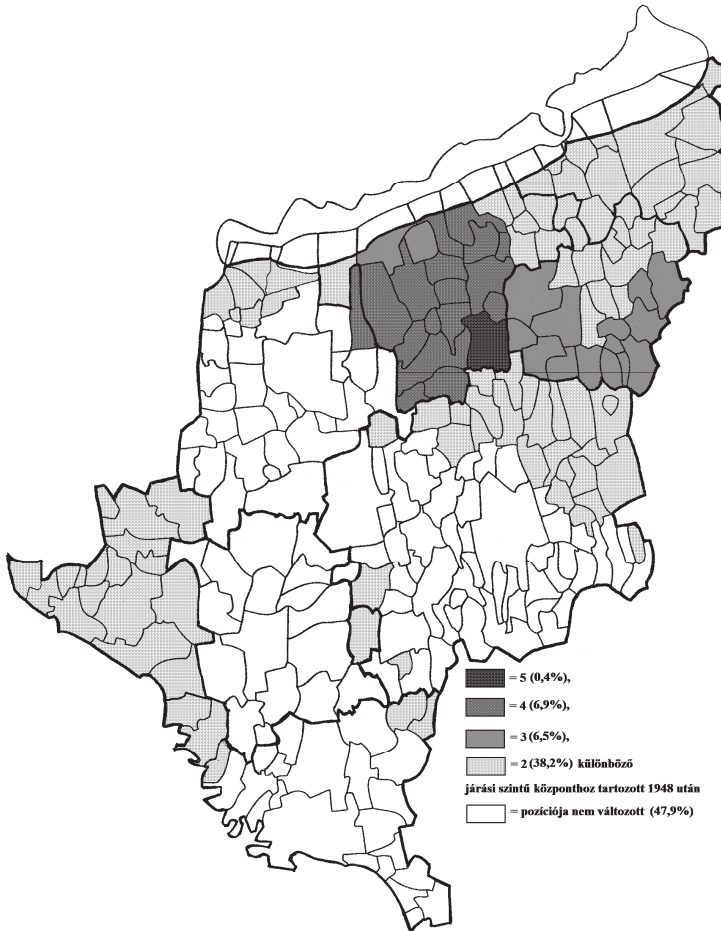 = 5 (0,4%),
= 4 (6,9%),
= 3 (6,5%),
= 2 (38,2%) különböző
járási szintű központhoz tartozott 1948 után
= pozíciója nem változott (47,9%)